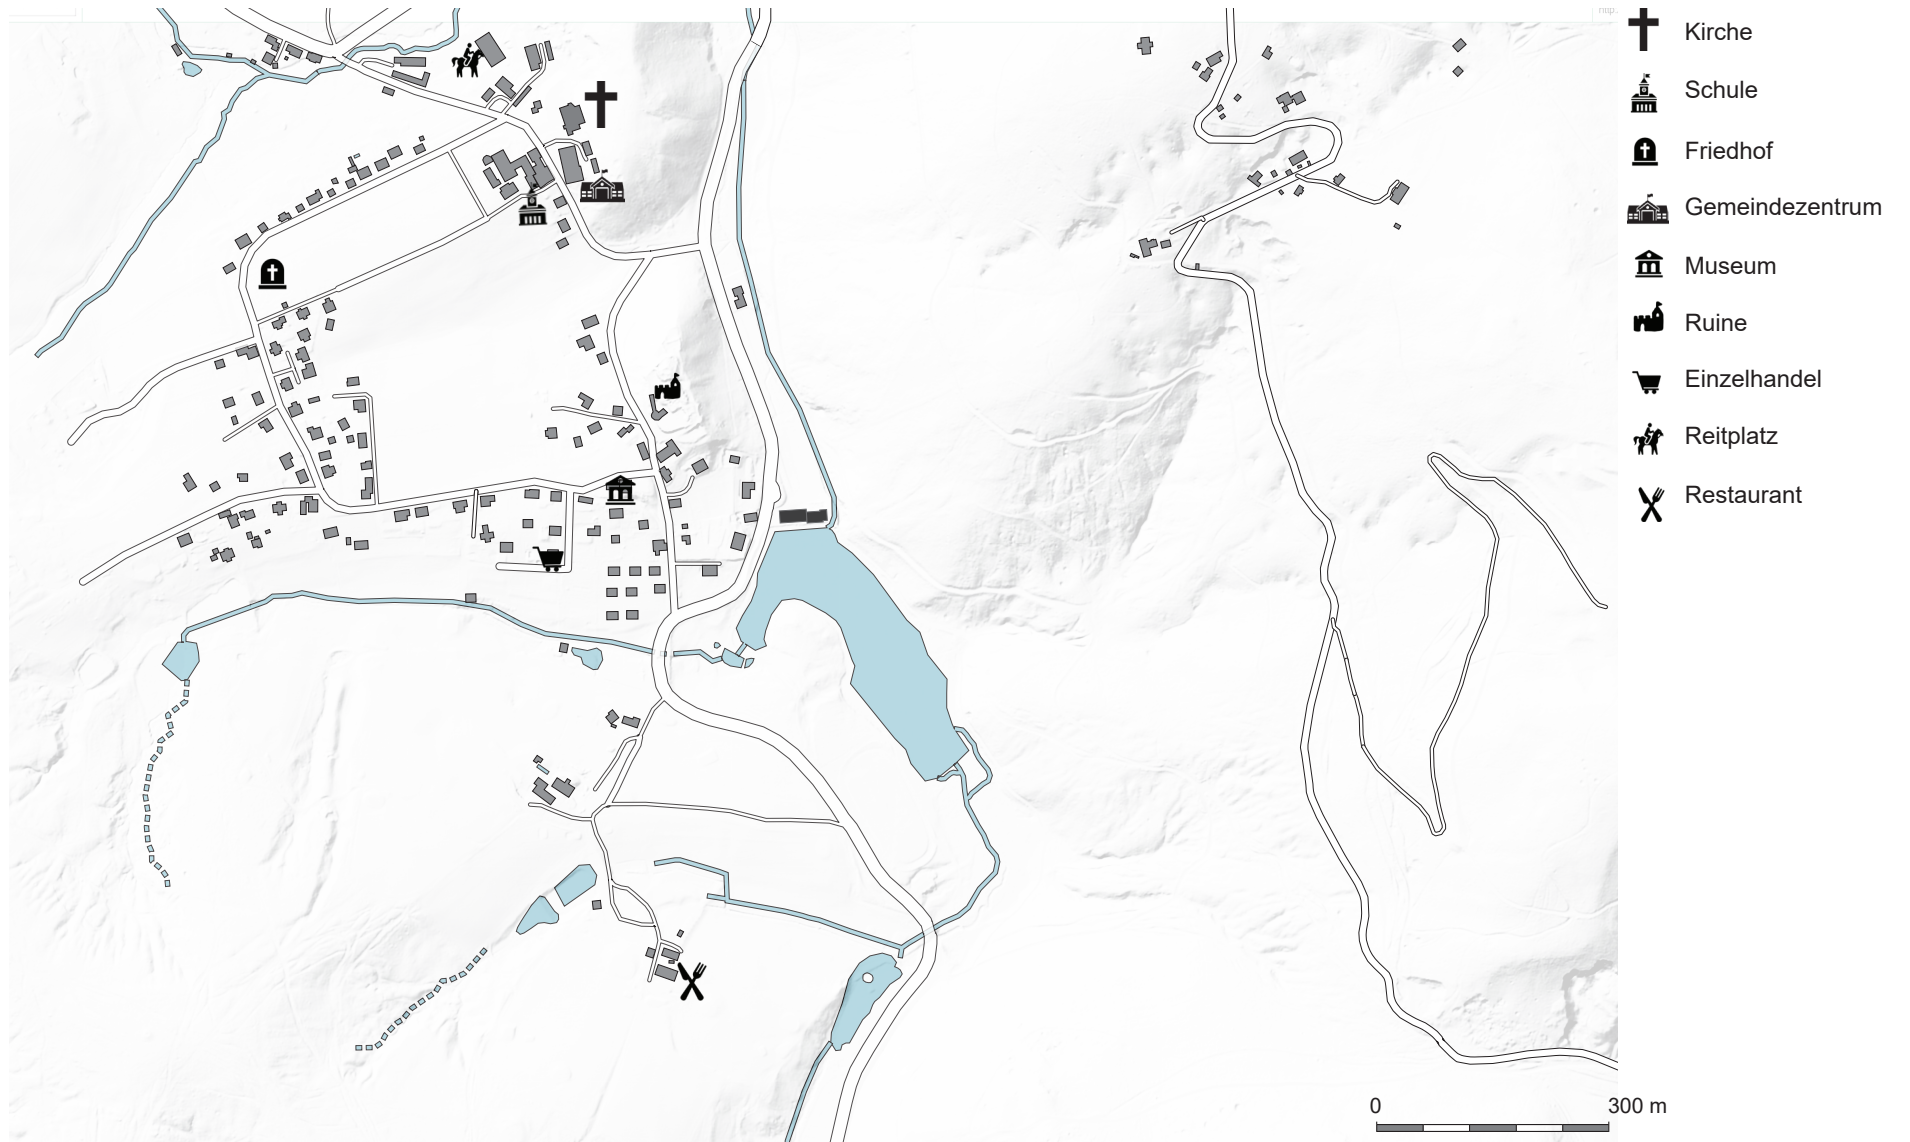 Kirche
Schule
Friedhof
Gemeindezentrum
Museum
Ruine
Einzelhandel
Reitplatz
Restaurant
0 300 m